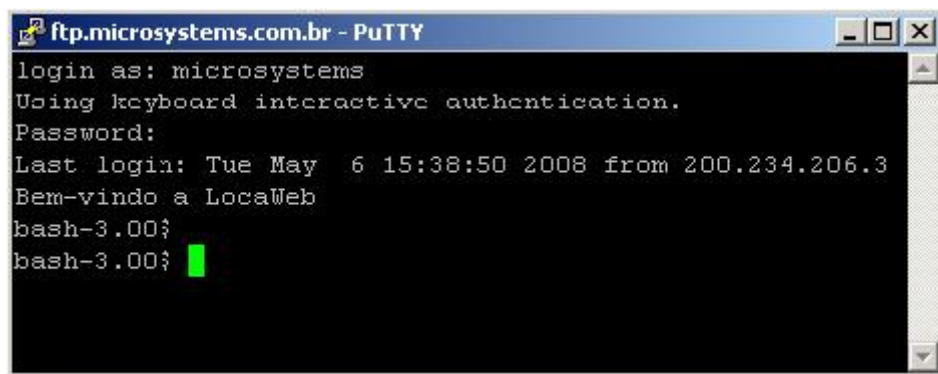 ftp.microsystems.com.br - PuTTY
login as: microsystems
Using keyboard interactive authentication.
Password:
Last login: Tue May  6 15:38:50 2008 from 200.234.206.3
Bem-vindo a LocaWeb
bash-3.00$
bash-3.00$